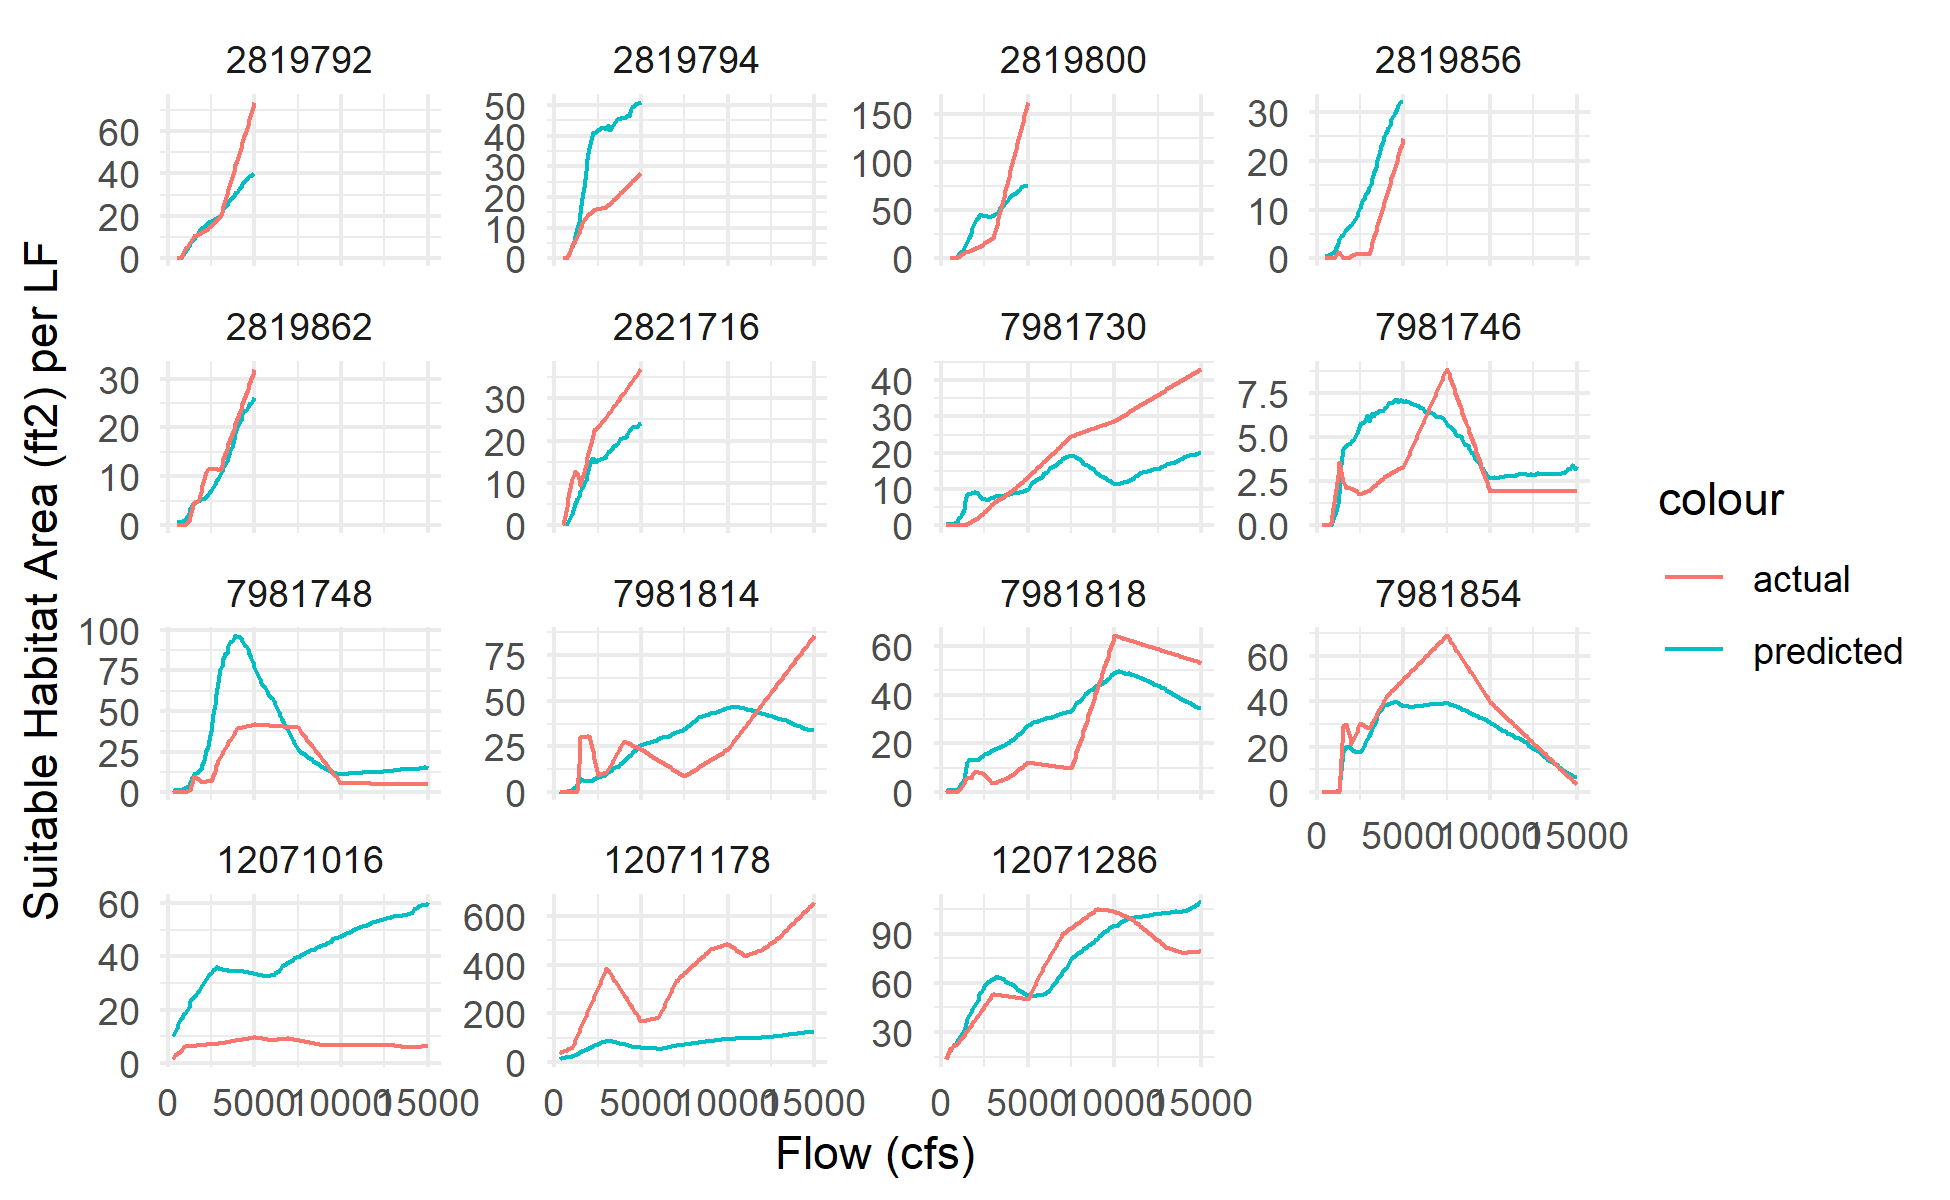 2819792 2819794 2819800 2819856
60 50 150 30
40 40 100 20
20 30 50 10
0 20 0 0
10
0
2819862 2821716 7981730 7981746
30 30 40 7.5
20 20 30 5.0
10 10 20 2.5
0 0 10 0.0
0
7981748 7981814 7981818 7981854
100 75 60 60
75 50 40 40
50 25 20 20
25 0 0 0
0
0 5000 10000 15000
12071016 12071178 12071286
60 600 90
40 400 60
20 200 30
0 0
0 5000 10000 15000 0 5000 10000 15000 0 5000 10000 15000
Flow (cfs)
Suitable Habitat Area (ft2) per LF
colour
actual
predicted